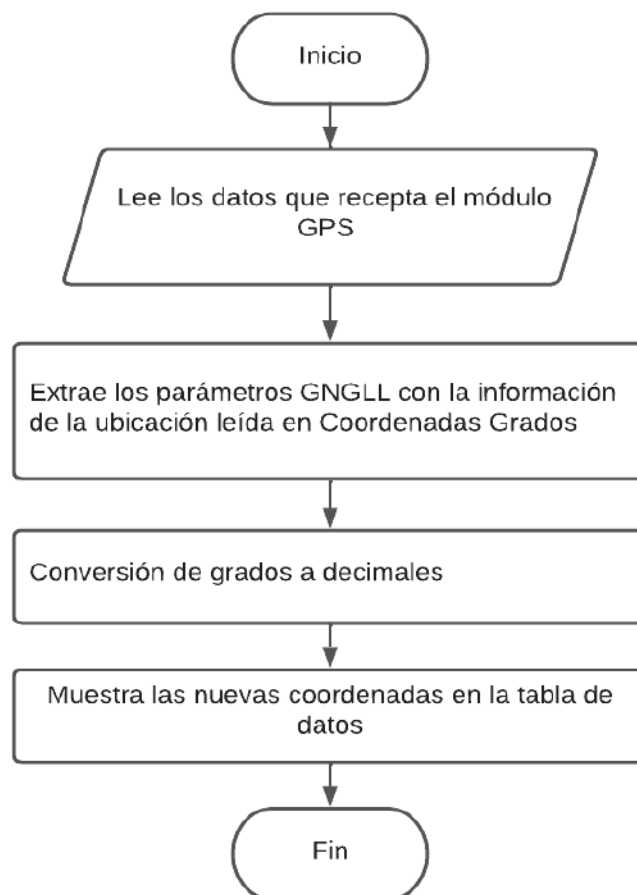 Inicio
Lee los datos que recepta el módulo
GPS
Extrae los parámetros GNGLL con la información
de la ubicación leída en Coordenadas Grados
Conversión de grados a decimales
Muestra las nuevas coordenadas en la tabla de
datos
Fin